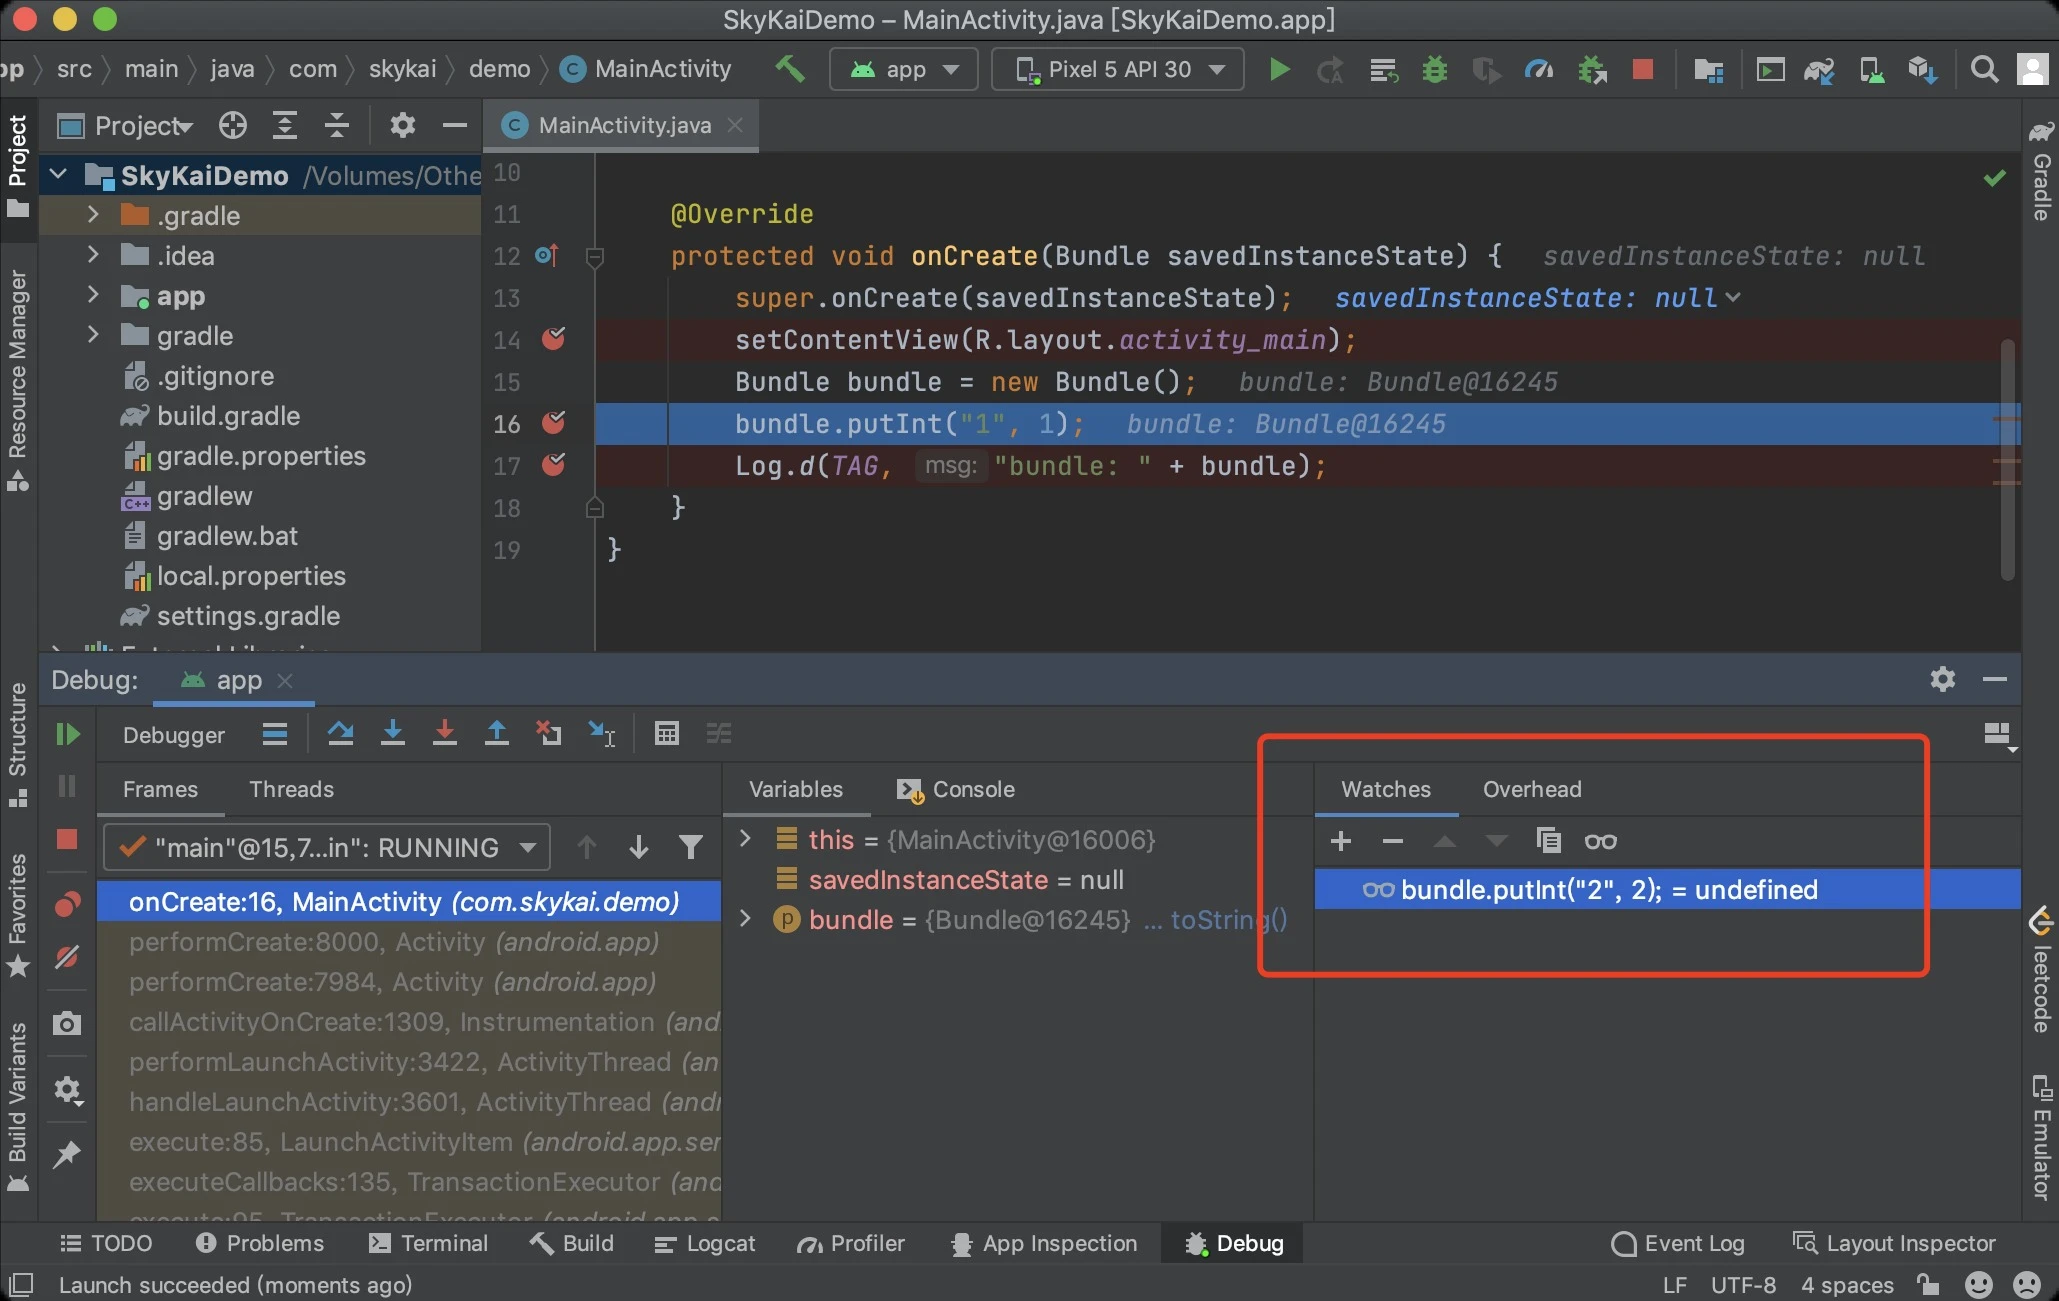 SkyKaiDemo – MainActivity.java [SkyKaiDemo.app]
pp src main java com skykai demo MainActivity app Pixel 5 API 30
Project
MainActivity.java
Project
Resource Manager
Structure
Favorites
Build Variants
SkyKaiDemo /Volumes/Othe
.gradle
.idea
app
gradle
.gitignore
build.gradle
gradle.properties
gradlew
gradlew.bat
local.properties
settings.gradle
10
11 @Override
12 protected void onCreate(Bundle savedInstanceState) { savedInstanceState: null
13 super.onCreate(savedInstanceState); savedInstanceState: null
14 setContentView(R.layout.activity_main);
15 Bundle bundle = new Bundle(); bundle: Bundle@16245
16 bundle.putInt("1", 1); bundle: Bundle@16245
17 Log.d(TAG, msg: "bundle: " + bundle);
18 }
19 }
Gradle
leetcode
Emulator
Debug: app
Debugger
Frames Threads
"main"@15,7...in": RUNNING
onCreate:16, MainActivity (com.skykai.demo)
performCreate:8000, Activity (android.app)
performCreate:7984, Activity (android.app)
callActivityOnCreate:1309, Instrumentation (and
performLaunchActivity:3422, ActivityThread (an
handleLaunchActivity:3601, ActivityThread (and
execute:85, LaunchActivityItem (android.app.ser
executeCallbacks:135, TransactionExecutor (and
Variables Console
this = {MainActivity@16006}
savedInstanceState = null
p bundle = {Bundle@16245} ... toString()
Watches Overhead
bundle.putInt("2", 2); = undefined
TODO Problems Terminal Build Logcat Profiler App Inspection Debug Event Log Layout Inspector
Launch succeeded (moments ago) LF UTF-8 4 spaces